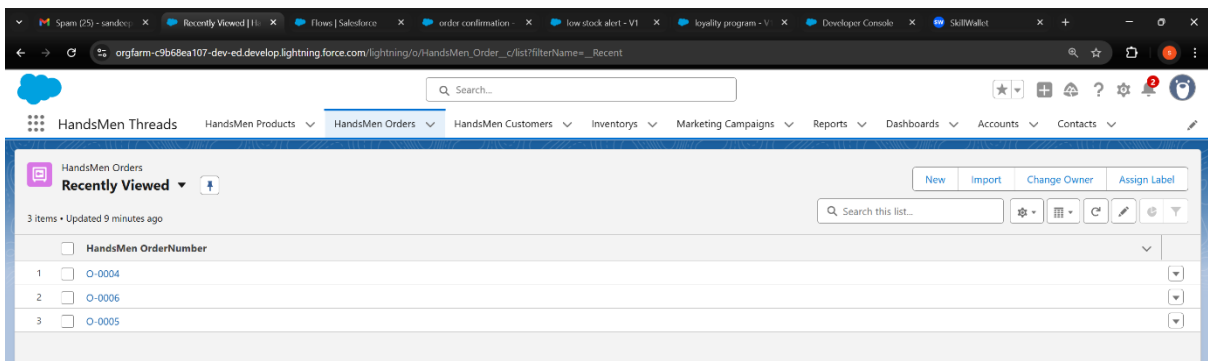 Spam (25) - sandeep
Recently Viewed | Ha
Flows | Salesforce
order confirmation -
low stock alert - V1
loyality program - V
Developer Console
SkillWallet
orgfarm-c9b68ea107-dev-ed.develop.lightning.force.com/lightning/o/HandsMen_Order__c/list?filterName=__Recent
Search...
2
HandsMen Threads
HandsMen Products
HandsMen Orders
HandsMen Customers
Inventorys
Marketing Campaigns
Reports
Dashboards
Accounts
Contacts
HandsMen Orders
Recently Viewed
New
Import
Change Owner
Assign Label
3 items • Updated 9 minutes ago
Search this list...
HandsMen OrderNumber
1 O-0004
2 O-0006
3 O-0005